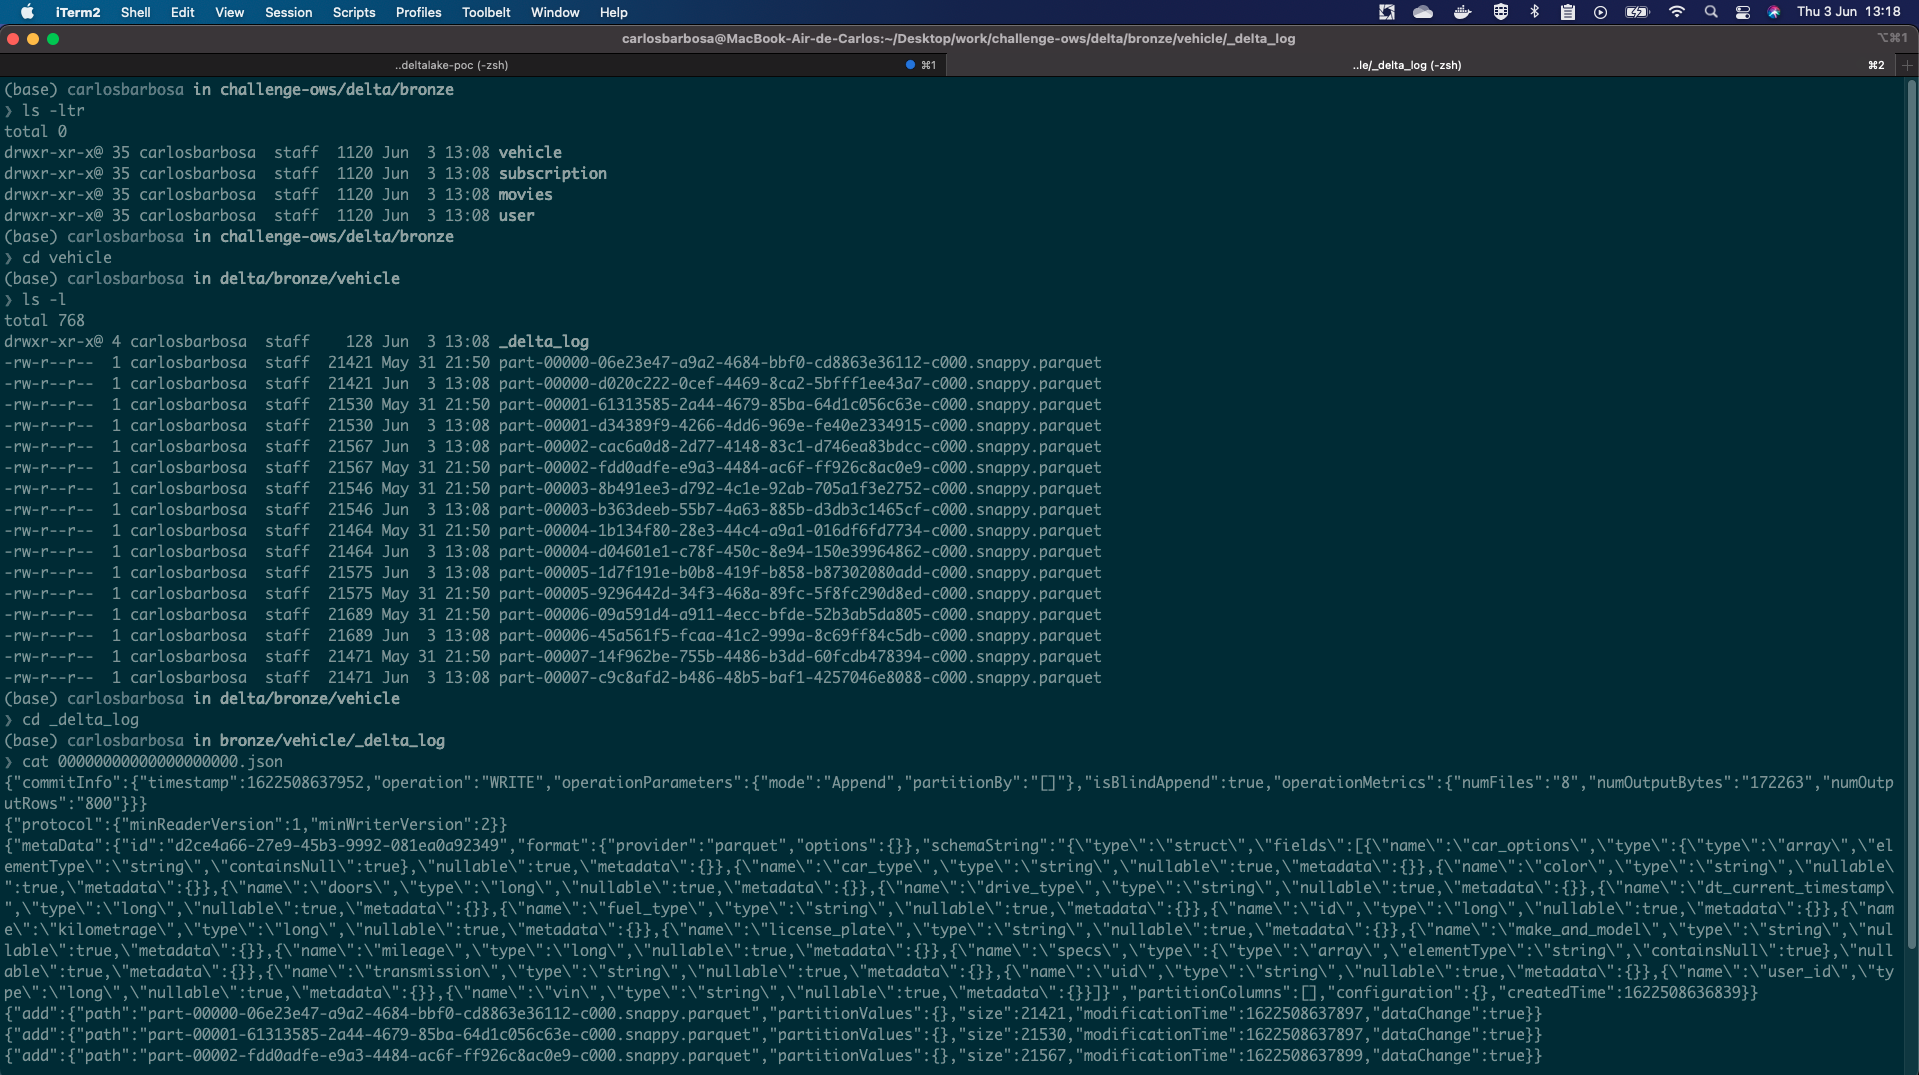 iTerm2 Shell Edit View Session Scripts Profiles Toolbelt Window Help Thu 3 Jun 13:18
carlosbarbosa@MacBook-Air-de-Carlos:~/Desktop/work/challenge-ows/delta/bronze/vehicle/_delta_log ⌥⌘1
..deltalake-poc (-zsh) ⌘1 ..le/_delta_log (-zsh) ⌘2
(base) carlosbarbosa in challenge-ows/delta/bronze
❯ ls -ltr
total 0
drwxr-xr-x@ 35 carlosbarbosa  staff  1120 Jun  3 13:08 vehicle
drwxr-xr-x@ 35 carlosbarbosa  staff  1120 Jun  3 13:08 subscription
drwxr-xr-x@ 35 carlosbarbosa  staff  1120 Jun  3 13:08 movies
drwxr-xr-x@ 35 carlosbarbosa  staff  1120 Jun  3 13:08 user
(base) carlosbarbosa in challenge-ows/delta/bronze
❯ cd vehicle
(base) carlosbarbosa in delta/bronze/vehicle
❯ ls -l
total 768
drwxr-xr-x@ 4 carlosbarbosa  staff    128 Jun  3 13:08 _delta_log
-rw-r--r--  1 carlosbarbosa  staff  21421 May 31 21:50 part-00000-06e23e47-a9a2-4684-bbf0-cd8863e36112-c000.snappy.parquet
-rw-r--r--  1 carlosbarbosa  staff  21421 Jun  3 13:08 part-00000-d020c222-0cef-4469-8ca2-5bfff1ee43a7-c000.snappy.parquet
-rw-r--r--  1 carlosbarbosa  staff  21530 May 31 21:50 part-00001-61313585-2a44-4679-85ba-64d1c056c63e-c000.snappy.parquet
-rw-r--r--  1 carlosbarbosa  staff  21530 Jun  3 13:08 part-00001-d34389f9-4266-4dd6-969e-fe40e2334915-c000.snappy.parquet
-rw-r--r--  1 carlosbarbosa  staff  21567 Jun  3 13:08 part-00002-cac6a0d8-2d77-4148-83c1-d746ea83bdcc-c000.snappy.parquet
-rw-r--r--  1 carlosbarbosa  staff  21567 May 31 21:50 part-00002-fdd0adfe-e9a3-4484-ac6f-ff926c8ac0e9-c000.snappy.parquet
-rw-r--r--  1 carlosbarbosa  staff  21546 May 31 21:50 part-00003-8b491ee3-d792-4c1e-92ab-705a1f3e2752-c000.snappy.parquet
-rw-r--r--  1 carlosbarbosa  staff  21546 Jun  3 13:08 part-00003-b363deeb-55b7-4a63-885b-d3db3c1465cf-c000.snappy.parquet
-rw-r--r--  1 carlosbarbosa  staff  21464 May 31 21:50 part-00004-1b134f80-28e3-44c4-a9a1-016df6fd7734-c000.snappy.parquet
-rw-r--r--  1 carlosbarbosa  staff  21464 Jun  3 13:08 part-00004-d04601e1-c78f-450c-8e94-150e39964862-c000.snappy.parquet
-rw-r--r--  1 carlosbarbosa  staff  21575 Jun  3 13:08 part-00005-1d7f191e-b0b8-419f-b858-b87302080add-c000.snappy.parquet
-rw-r--r--  1 carlosbarbosa  staff  21575 May 31 21:50 part-00005-9296442d-34f3-468a-89fc-5f8fc290d8ed-c000.snappy.parquet
-rw-r--r--  1 carlosbarbosa  staff  21689 May 31 21:50 part-00006-09a591d4-a911-4ecc-bfde-52b3ab5da805-c000.snappy.parquet
-rw-r--r--  1 carlosbarbosa  staff  21689 Jun  3 13:08 part-00006-45a561f5-fcaa-41c2-999a-8c69ff84c5db-c000.snappy.parquet
-rw-r--r--  1 carlosbarbosa  staff  21471 May 31 21:50 part-00007-14f962be-755b-4486-b3dd-60fcdb478394-c000.snappy.parquet
-rw-r--r--  1 carlosbarbosa  staff  21471 Jun  3 13:08 part-00007-c9c8afd2-b486-48b5-baf1-4257046e8088-c000.snappy.parquet
(base) carlosbarbosa in delta/bronze/vehicle
❯ cd _delta_log
(base) carlosbarbosa in bronze/vehicle/_delta_log
❯ cat 00000000000000000000.json
{"commitInfo":{"timestamp":1622508637952,"operation":"WRITE","operationParameters":{"mode":"Append","partitionBy":"[]"},"isBlindAppend":true,"operationMetrics":{"numFiles":"8","numOutputBytes":"172263","numOutp
utRows":"800"}}}
{"protocol":{"minReaderVersion":1,"minWriterVersion":2}}
{"metaData":{"id":"d2ce4a66-27e9-45b3-9992-081ea0a92349","format":{"provider":"parquet","options":{}},"schemaString":"{\"type\":\"struct\",\"fields\":[{\"name\":\"car_options\",\"type\":{\"type\":\"array\",\"el
ementType\":\"string\",\"containsNull\":true},\"nullable\":true,\"metadata\":{}},{\"name\":\"car_type\",\"type\":\"string\",\"nullable\":true,\"metadata\":{}},{\"name\":\"color\",\"type\":\"string\",\"nullable\
":true,\"metadata\":{}},{\"name\":\"doors\",\"type\":\"long\",\"nullable\":true,\"metadata\":{}},{\"name\":\"drive_type\",\"type\":\"string\",\"nullable\":true,\"metadata\":{}},{\"name\":\"dt_current_timestamp\
",\"type\":\"long\",\"nullable\":true,\"metadata\":{}},{\"name\":\"fuel_type\",\"type\":\"string\",\"nullable\":true,\"metadata\":{}},{\"name\":\"id\",\"type\":\"long\",\"nullable\":true,\"metadata\":{}},{\"nam
e\":\"kilometrage\",\"type\":\"long\",\"nullable\":true,\"metadata\":{}},{\"name\":\"license_plate\",\"type\":\"string\",\"nullable\":true,\"metadata\":{}},{\"name\":\"make_and_model\",\"type\":\"string\",\"nul
lable\":true,\"metadata\":{}},{\"name\":\"mileage\",\"type\":\"long\",\"nullable\":true,\"metadata\":{}},{\"name\":\"specs\",\"type\":{\"type\":\"array\",\"elementType\":\"string\",\"containsNull\":true},\"null
able\":true,\"metadata\":{}},{\"name\":\"transmission\",\"type\":\"string\",\"nullable\":true,\"metadata\":{}},{\"name\":\"uid\",\"type\":\"string\",\"nullable\":true,\"metadata\":{}},{\"name\":\"user_id\",\"ty
pe\":\"long\",\"nullable\":true,\"metadata\":{}},{\"name\":\"vin\",\"type\":\"string\",\"nullable\":true,\"metadata\":{}}]}","partitionColumns":[],"configuration":{},"createdTime":1622508636839}}
{"add":{"path":"part-00000-06e23e47-a9a2-4684-bbf0-cd8863e36112-c000.snappy.parquet","partitionValues":{},"size":21421,"modificationTime":1622508637897,"dataChange":true}}
{"add":{"path":"part-00001-61313585-2a44-4679-85ba-64d1c056c63e-c000.snappy.parquet","partitionValues":{},"size":21530,"modificationTime":1622508637897,"dataChange":true}}
{"add":{"path":"part-00002-fdd0adfe-e9a3-4484-ac6f-ff926c8ac0e9-c000.snappy.parquet","partitionValues":{},"size":21567,"modificationTime":1622508637899,"dataChange":true}}